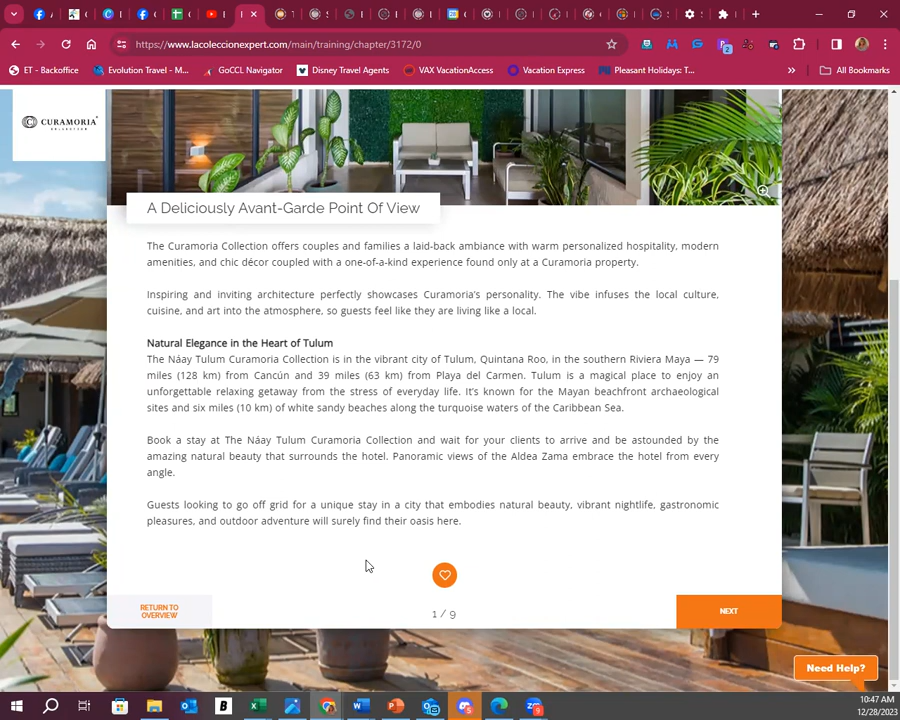 https://www.lacoleccionexpert.com/main/training/chapter/3172/0
ET - Backoffice
Evolution Travel - M...
GoCCL Navigator
Disney Travel Agents
VAX VacationAccess
Vacation Express
Pleasant Holidays: T...
All Bookmarks
CURAMORIA
COLLECTION
A Deliciously Avant-Garde Point Of View
The Curamoria Collection offers couples and families a laid-back ambiance with warm personalized hospitality, modern
amenities, and chic décor coupled with a one-of-a-kind experience found only at a Curamoria property.
Inspiring and inviting architecture perfectly showcases Curamoria's personality. The vibe infuses the local culture,
cuisine, and art into the atmosphere, so guests feel like they are living like a local.
Natural Elegance in the Heart of Tulum
The Náay Tulum Curamoria Collection is in the vibrant city of Tulum, Quintana Roo, in the southern Riviera Maya — 79
miles (128 km) from Cancún and 39 miles (63 km) from Playa del Carmen. Tulum is a magical place to enjoy an
unforgettable relaxing getaway from the stress of everyday life. It's known for the Mayan beachfront archaeological
sites and six miles (10 km) of white sandy beaches along the turquoise waters of the Caribbean Sea.
Book a stay at The Náay Tulum Curamoria Collection and wait for your clients to arrive and be astounded by the
amazing natural beauty that surrounds the hotel. Panoramic views of the Aldea Zama embrace the hotel from every
angle.
Guests looking to go off grid for a unique stay in a city that embodies natural beauty, vibrant nightlife, gastronomic
pleasures, and outdoor adventure will surely find their oasis here.
RETURN TO
OVERVIEW
1 / 9
NEXT
Need Help?
10:47 AM
12/28/2023